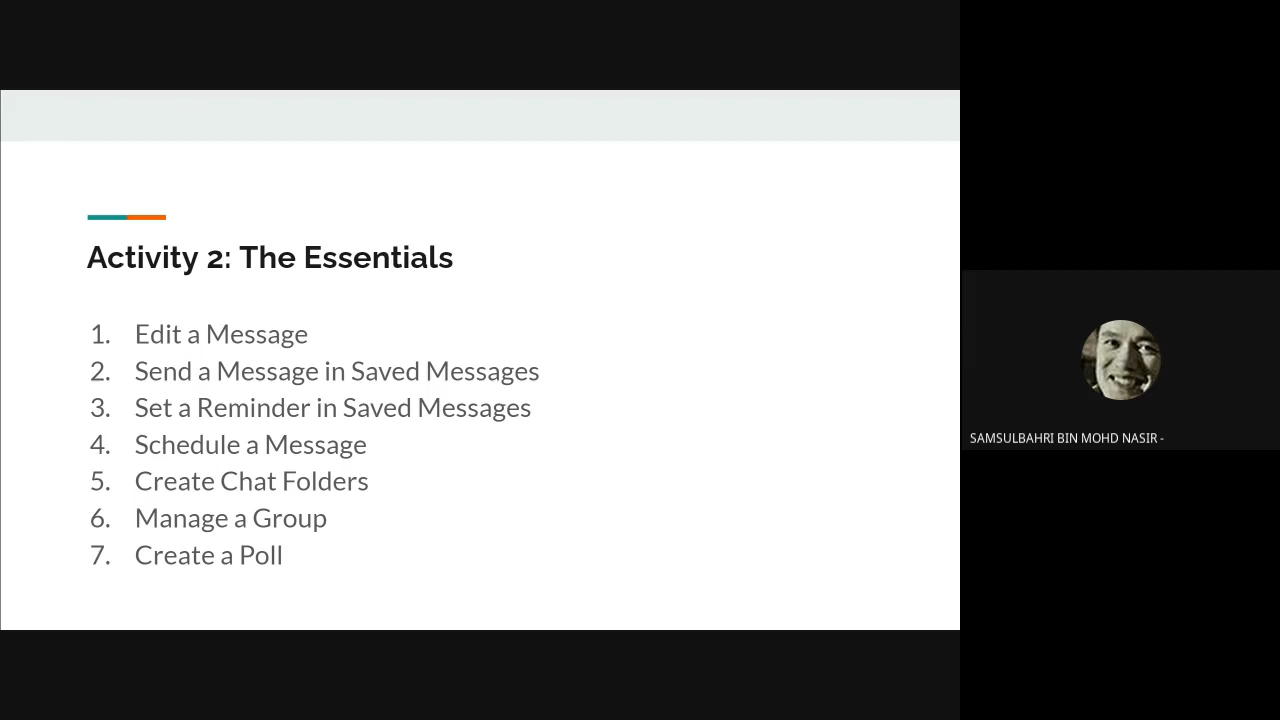 Activity 2: The Essentials
1. Edit a Message
2. Send a Message in Saved Messages
3. Set a Reminder in Saved Messages
4. Schedule a Message
5. Create Chat Folders
6. Manage a Group
7. Create a Poll
SAMSULBAHRI BIN MOHD NASIR -